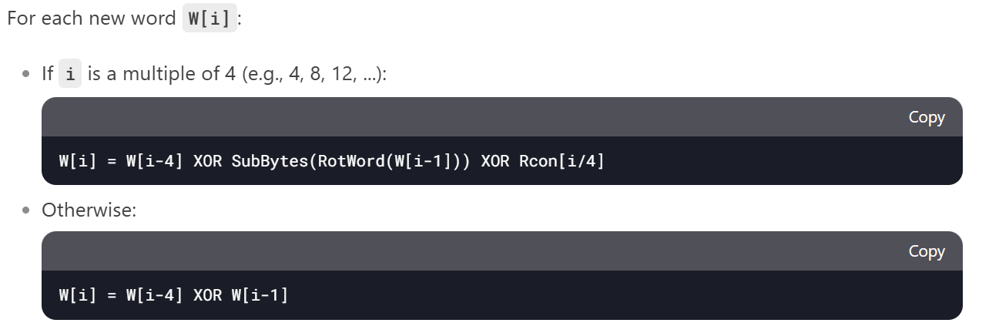 For each new word W[i]:
If i is a multiple of 4 (e.g., 4, 8, 12, ...):
Copy
W[i] = W[i-4] XOR SubBytes(RotWord(W[i-1])) XOR Rcon[i/4]
Otherwise:
Copy
W[i] = W[i-4] XOR W[i-1]